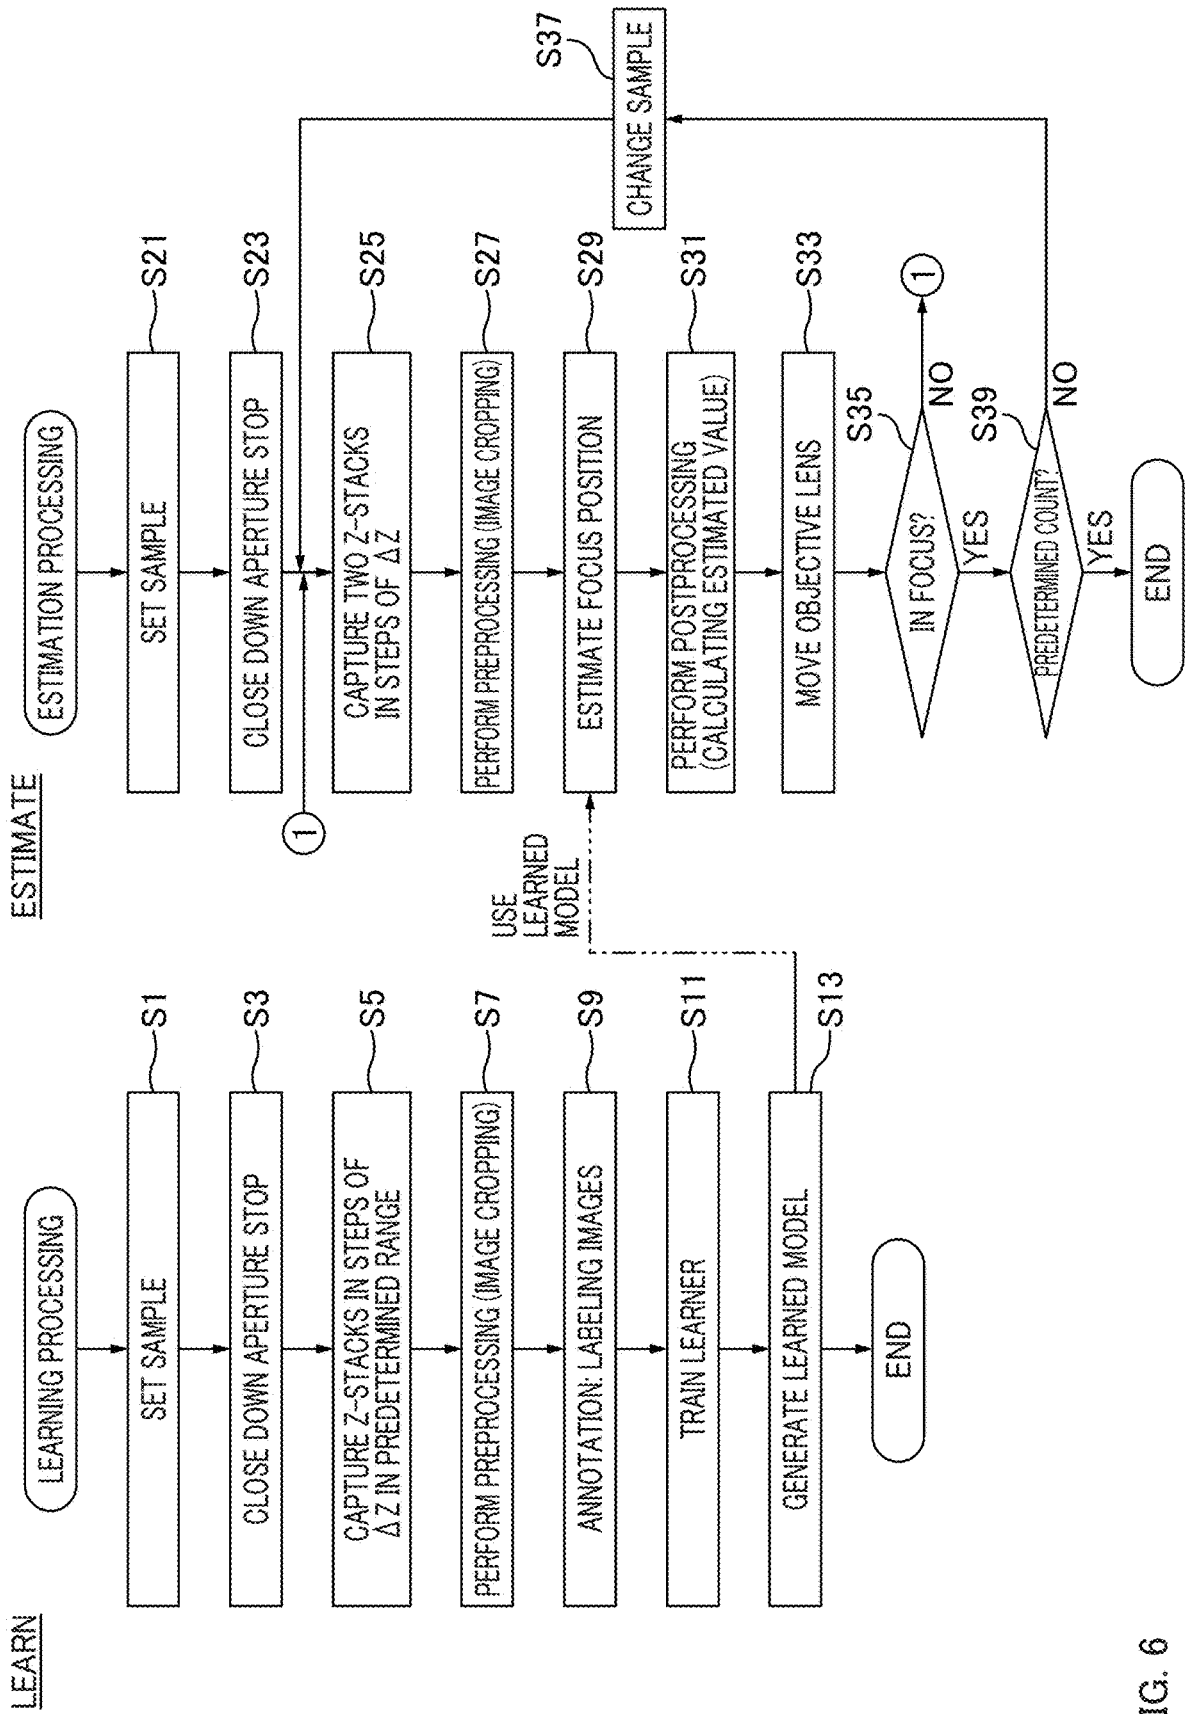 LEARN
LEARNING PROCESSING
SET SAMPLE
S1
CLOSE DOWN APERTURE STOP
S3
CAPTURE Z-STACKS IN STEPS OF
ΔZ IN PREDETERMINED RANGE
S5
PERFORM PREPROCESSING (IMAGE CROPPING)
S7
ANNOTATION: LABELING IMAGES
S9
TRAIN LEARNER
S11
GENERATE LEARNED MODEL
S13
END
USE
LEARNED
MODEL
ESTIMATE
ESTIMATION PROCESSING
SET SAMPLE
S21
CLOSE DOWN APERTURE STOP
S23
1
CAPTURE TWO Z-STACKS
IN STEPS OF ΔZ
S25
PERFORM PREPROCESSING (IMAGE CROPPING)
S27
ESTIMATE FOCUS POSITION
S29
PERFORM POSTPROCESSING
(CALCULATING ESTIMATED VALUE)
S31
MOVE OBJECTIVE LENS
S33
IN FOCUS?
S35
NO
1
YES
PREDETERMINED COUNT?
S39
NO
YES
END
CHANGE SAMPLE
S37
IG. 6